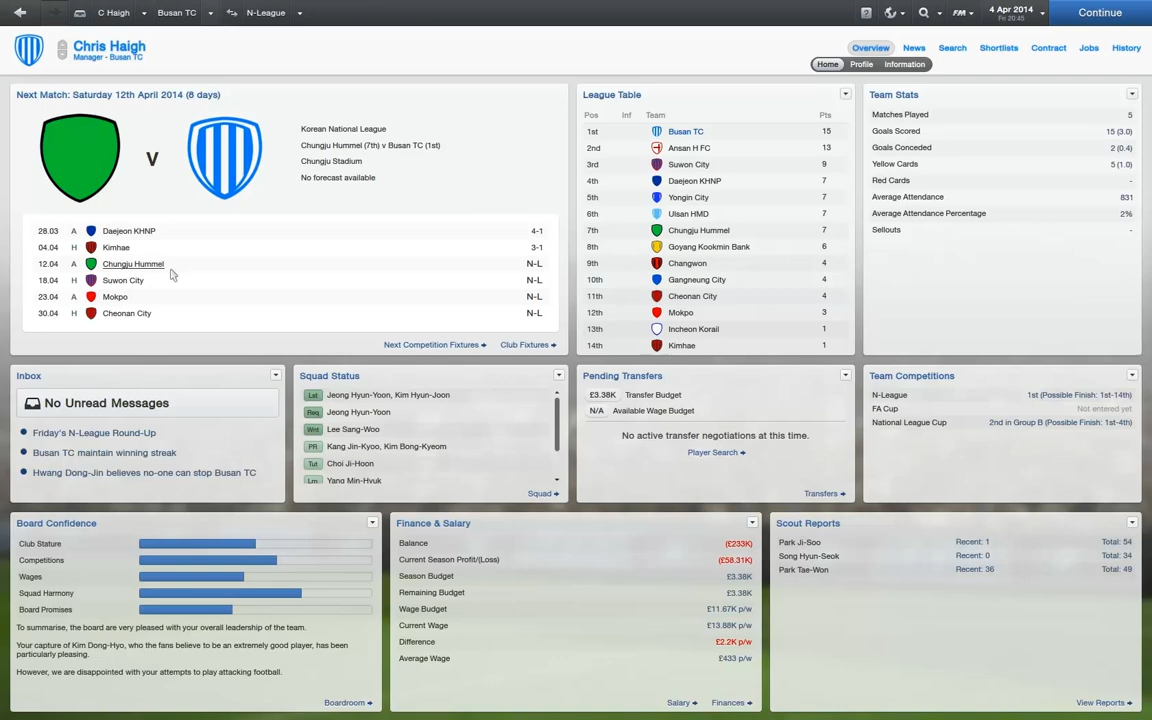 C Haigh
Busan TC
N-League
?
FM
4 Apr 2014
Fri 20:45
Continue
Chris Haigh
Manager - Busan TC
Overview News Search Shortlists Contract Jobs History
Home Profile Information
Next Match: Saturday 12th April 2014 (8 days)
V
Korean National League
Chungju Hummel (7th) v Busan TC (1st)
Chungju Stadium
No forecast available
28.03 A Daejeon KHNP 4-1
04.04 H Kimhae 3-1
12.04 A Chungju Hummel N-L
18.04 H Suwon City N-L
23.04 A Mokpo N-L
30.04 H Cheonan City N-L
Next Competition Fixtures
Club Fixtures
League Table
Pos Inf Team Pts
1st Busan TC 15
2nd Ansan H FC 13
3rd Suwon City 9
4th Daejeon KHNP 7
5th Yongin City 7
6th Ulsan HMD 7
7th Chungju Hummel 7
8th Goyang Kookmin Bank 6
9th Changwon 4
10th Gangneung City 4
11th Cheonan City 4
12th Mokpo 3
13th Incheon Korail 1
14th Kimhae 1
Team Stats
Matches Played 5
Goals Scored 15 (3.0)
Goals Conceded 2 (0.4)
Yellow Cards 5 (1.0)
Red Cards -
Average Attendance 831
Average Attendance Percentage 2%
Sellouts -
Inbox
No Unread Messages
Friday's N-League Round-Up
Busan TC maintain winning streak
Hwang Dong-Jin believes no-one can stop Busan TC
Squad Status
Lst Jeong Hyun-Yoon, Kim Hyun-Joon
Req Jeong Hyun-Yoon
Wnt Lee Sang-Woo
PR Kang Jin-Kyoo, Kim Bong-Kyeom
Tut Choi Ji-Hoon
Lrn Yang Min-Hyuk
Squad
Pending Transfers
£3.38K Transfer Budget
N/A Available Wage Budget
No active transfer negotiations at this time.
Player Search
Transfers
Team Competitions
N-League 1st (Possible Finish: 1st-14th)
FA Cup Not entered yet
National League Cup 2nd in Group B (Possible Finish: 1st-4th)
Board Confidence
Club Stature
Competitions
Wages
Squad Harmony
Board Promises
To summarise, the board are very pleased with your overall leadership of the team.
Your capture of Kim Dong-Hyo, who the fans believe to be an extremely good player, has been
particularly pleasing.
However, we are disappointed with your attempts to play attacking football.
Boardroom
Finance & Salary
Balance (£233K)
Current Season Profit/(Loss) (£58.31K)
Season Budget £3.38K
Remaining Budget £3.38K
Wage Budget £11.67K p/w
Current Wage £13.88K p/w
Difference £2.2K p/w
Average Wage £433 p/w
Salary
Finances
Scout Reports
Park Ji-Soo Recent: 1 Total: 54
Song Hyun-Seok Recent: 0 Total: 34
Park Tae-Won Recent: 36 Total: 49
View Reports